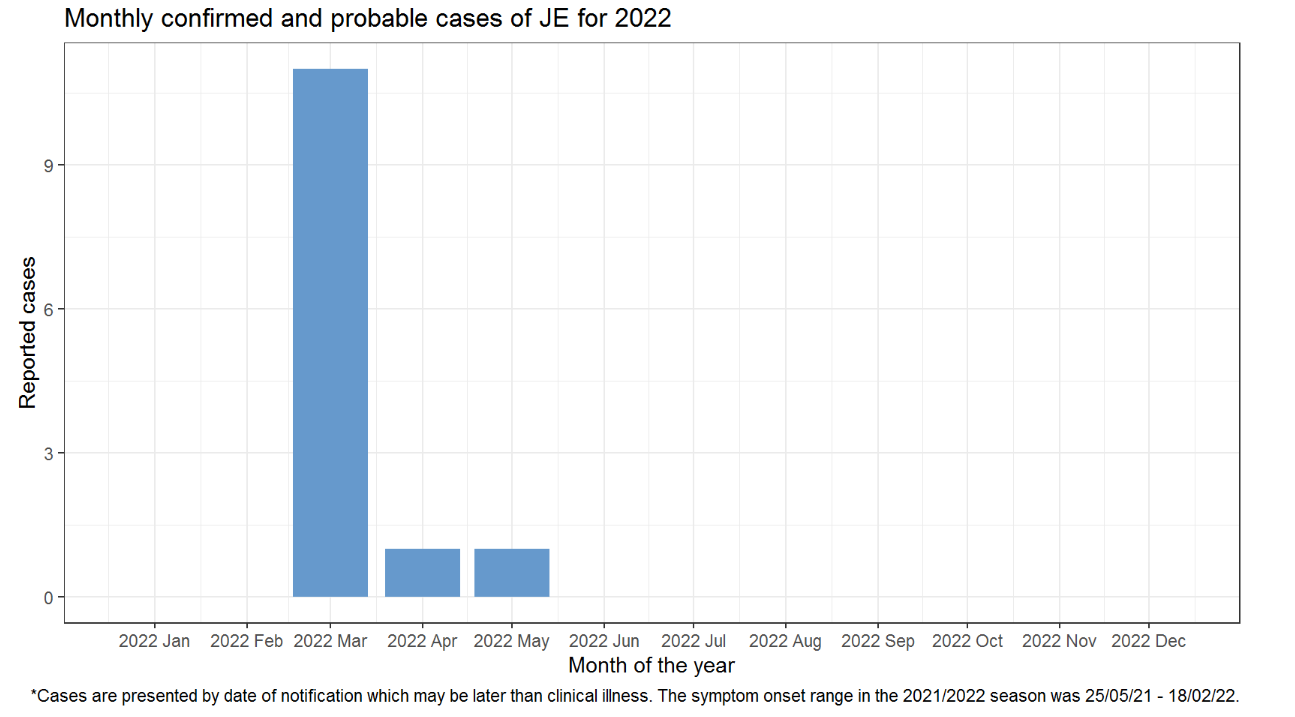 Monthly confirmed and probable cases of JE for 2022
Reported cases
9
6
3
0
2022 Jan 2022 Feb 2022 Mar 2022 Apr 2022 May 2022 Jun 2022 Jul 2022 Aug 2022 Sep 2022 Oct 2022 Nov 2022 Dec
Month of the year
*Cases are presented by date of notification which may be later than clinical illness. The symptom onset range in the 2021/2022 season was 25/05/21 - 18/02/22.